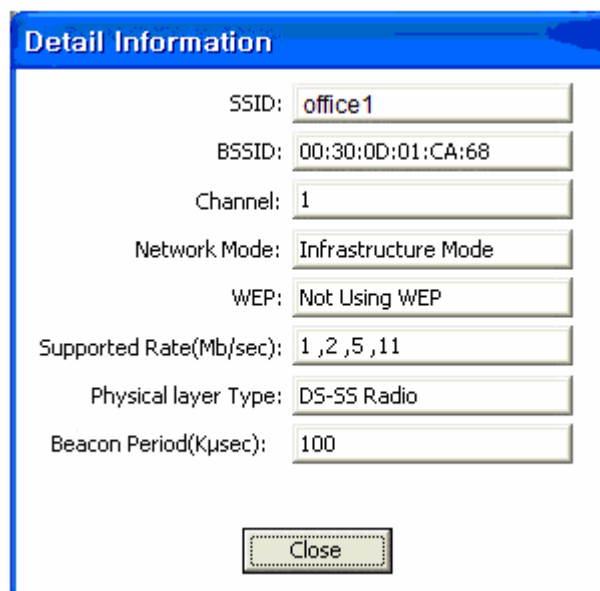 Detail Information
SSID: office1
BSSID: 00:30:0D:01:CA:68
Channel: 1
Network Mode: Infrastructure Mode
WEP: Not Using WEP
Supported Rate(Mb/sec): 1 ,2 ,5 ,11
Physical layer Type: DS-SS Radio
Beacon Period(Kµsec): 100
Close